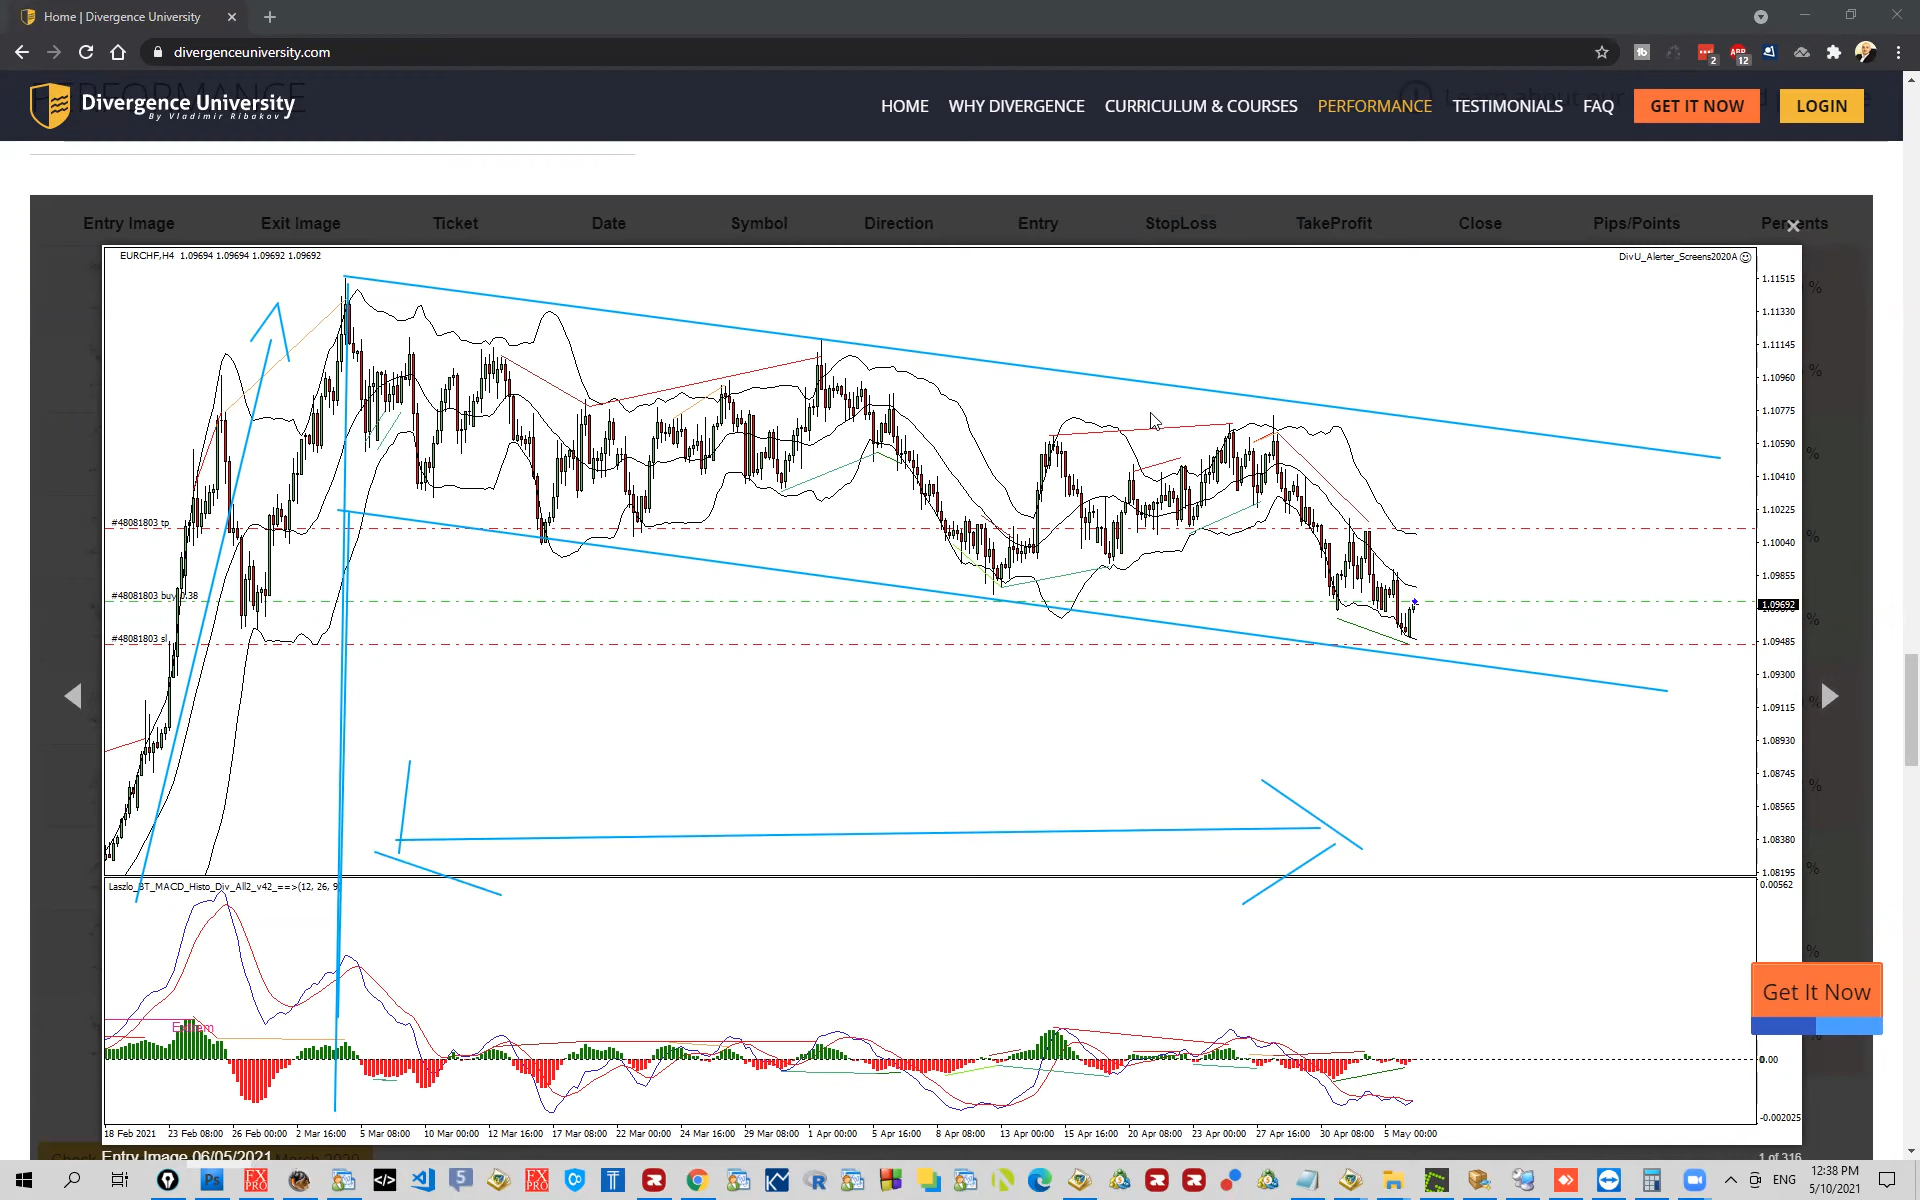 Home | Divergence University
divergenceuniversity.com
Divergence University
By Vladimir Ribakov
HOME WHY DIVERGENCE CURRICULUM & COURSES PERFORMANCE TESTIMONIALS FAQ GET IT NOW LOGIN
Entry Image Exit Image Ticket Date Symbol Direction Entry StopLoss TakeProfit Close Pips/Points Percents
EURCHF,H4 1.09694 1.09694 1.09692 1.09692
DivU_Alerter_Screens2020A
1.11515
1.11330
1.11145
1.10960
1.10775
1.10590
1.10410
1.10225
#48081803 tp
1.10040
1.09855
#48081803 buy 0.38
1.09692
#48081803 sl
1.09485
1.09300
1.09115
1.08930
1.08745
1.08565
1.08380
1.08195
Laszlo_BT_MACD_Histo_Div_All2_v42_==>(12, 26, 9
0.00562
Extrem
0.00
-0.002025
Get It Now
18 Feb 2021 23 Feb 08:00 26 Feb 00:00 2 Mar 16:00 5 Mar 08:00 10 Mar 00:00 12 Mar 16:00 17 Mar 08:00 22 Mar 00:00 24 Mar 16:00 29 Mar 08:00 1 Apr 00:00 5 Apr 16:00 8 Apr 08:00 13 Apr 00:00 15 Apr 16:00 20 Apr 08:00 23 Apr 00:00 27 Apr 16:00 30 Apr 08:00 5 May 00:00
Entry Image 06/05/2021
1 of 316
ENG
12:38 PM
5/10/2021